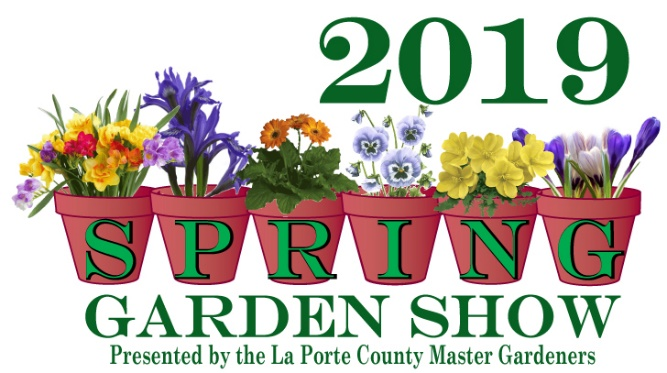 2019
SPRING
GARDEN SHOW
Presented by the La Porte County Master Gardeners